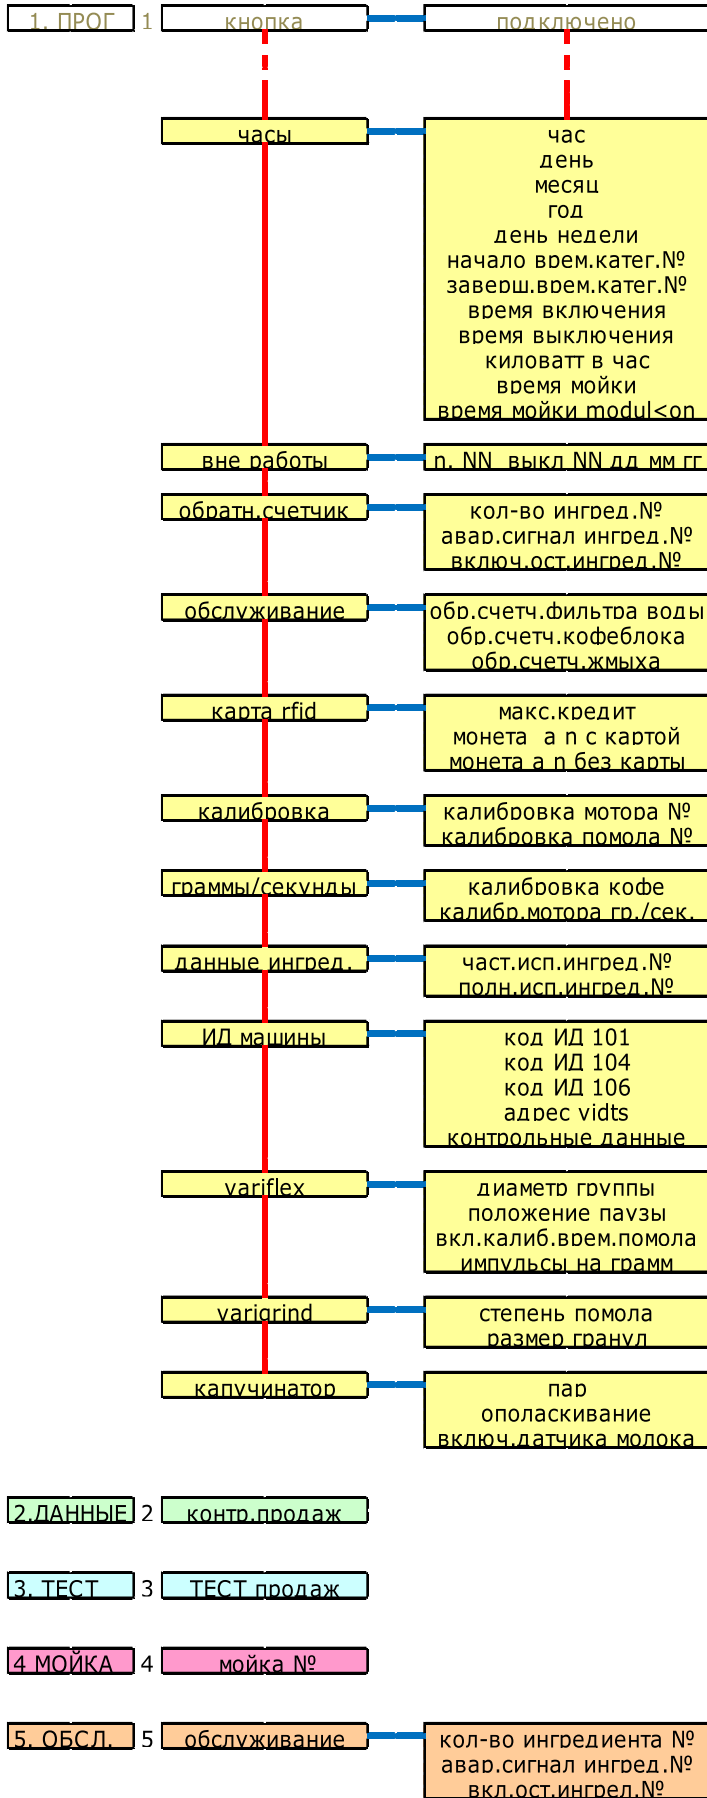 1. ПРОГ 1 кнопка подключено
часы час
день
месяц
год
день недели
начало врем.катег.№
заверш.врем.катег.№
время включения
время выключения
киловатт в час
время мойки
время мойки modul<on
вне работы n. NN выкл NN дд мм гг
обратн.счетчик кол-во ингред.№
авар.сигнал ингред.№
включ.ост.ингред.№
обслуживание обр.счетч.фильтра воды
обр.счетч.кофеблока
обр.счетч.жмыха
карта rfid макс.кредит
монета а n с картой
монета а n без карты
калибровка калибровка мотора №
калибровка помола №
граммы/секунды калибровка кофе
калибр.мотора гр./сек.
данные ингред. част.исп.ингред.№
полн.исп.ингред.№
ИД машины код ИД 101
код ИД 104
код ИД 106
адрес vidts
контрольные данные
variflex диаметр группы
положение паузы
вкл.калиб.врем.помола
импульсы на грамм
varigrind степень помола
размер гранул
капучинатор пар
ополаскивание
включ.датчика молока
2.ДАННЫЕ 2 контр.продаж
3. ТЕСТ 3 ТЕСТ продаж
4 МОЙКА 4 мойка №
5. ОБСЛ. 5 обслуживание кол-во ингредиента №
авар.сигнал ингред.№
вкл.ост.ингред.№